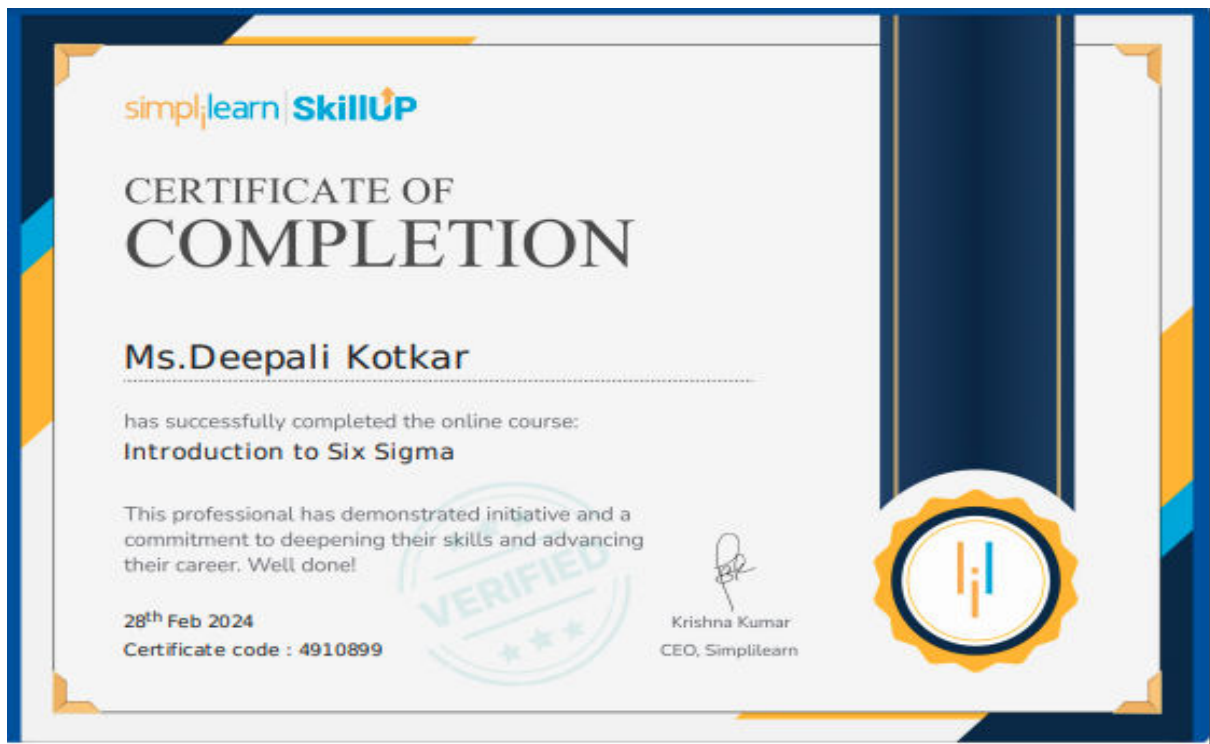 simplilearn | SkillUP
CERTIFICATE OF
COMPLETION
Ms.Deepali Kotkar
has successfully completed the online course:
Introduction to Six Sigma
This professional has demonstrated initiative and a
commitment to deepening their skills and advancing
their career. Well done!
VERIFIED
28th Feb 2024
Certificate code : 4910899
Krishna Kumar
CEO, Simplilearn